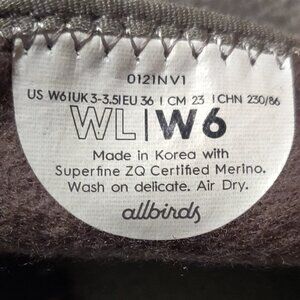 0121NV1
US W6|UK 3-3.5|EU 36 | CM 23 | CHN 230/86
WL|W6
Made in Korea with
Superfine ZQ Certified Merino.
Wash on delicate. Air Dry.
allbirds